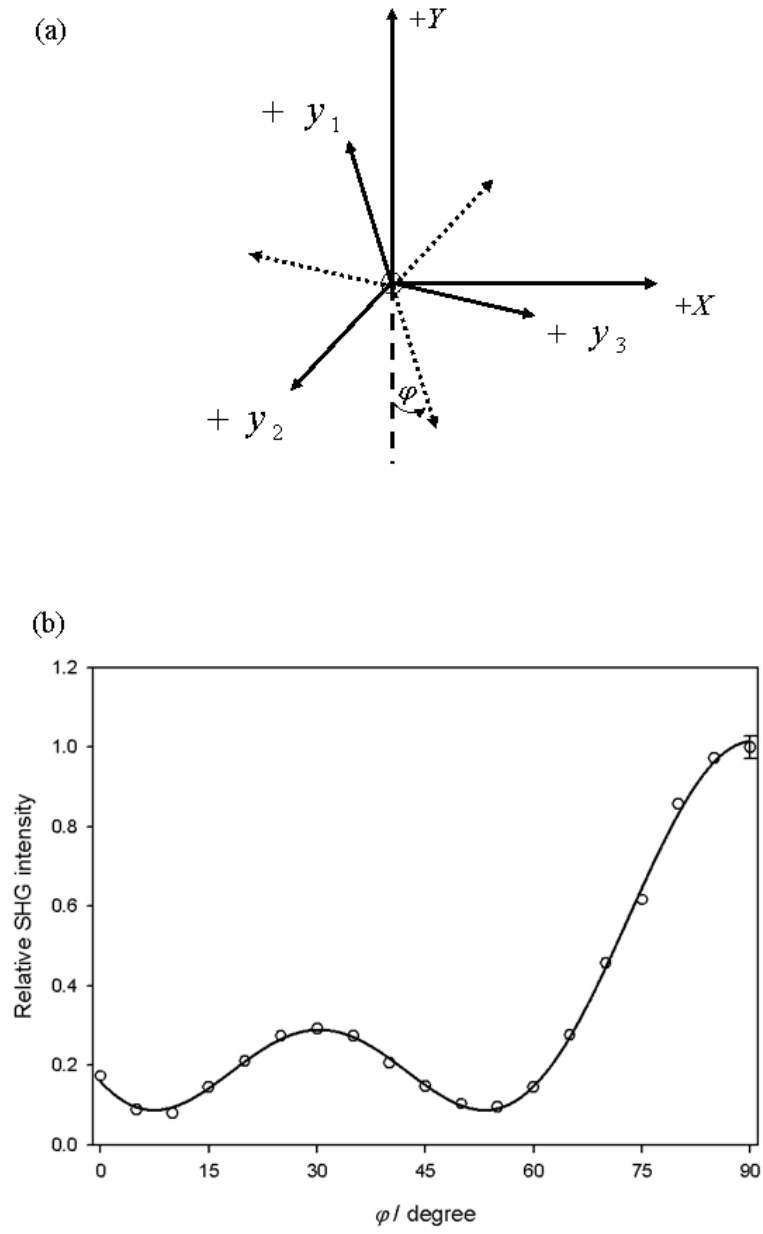 (a)
+Y
+ y1
+X
+ y3
φ
+ y2
(b)
1.2
1.0
0.8
0.6
0.4
0.2
0.0
Relative SHG intensity
0 15 30 45 60 75 90
φ / degree